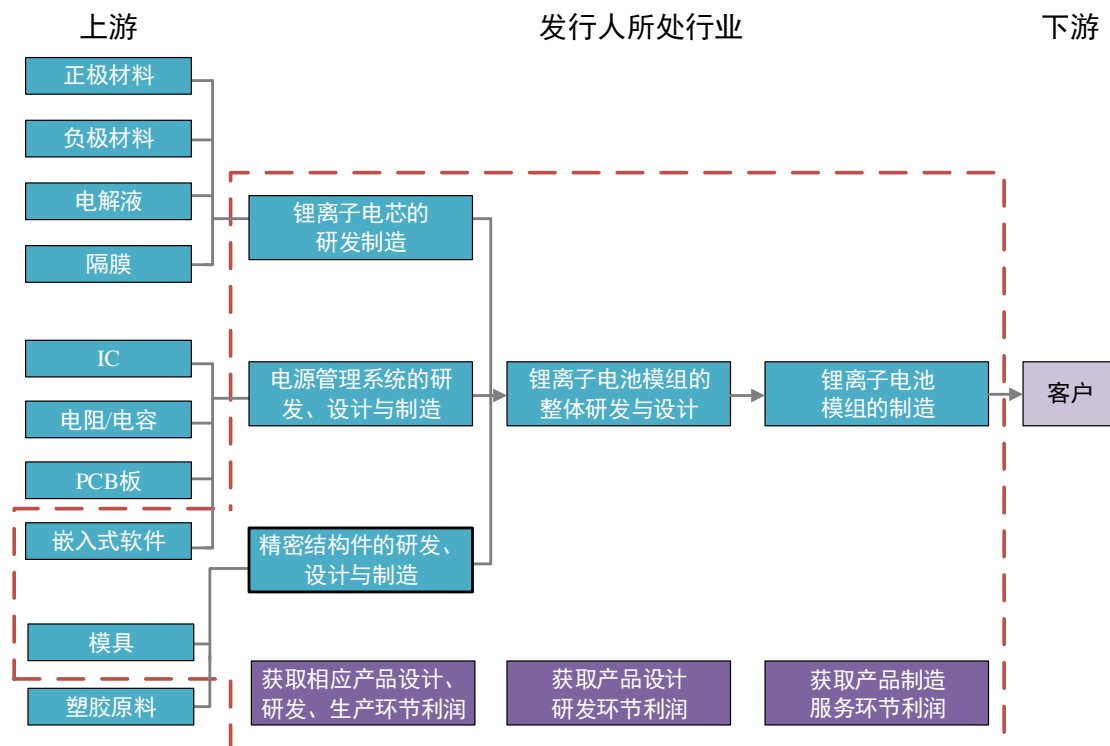 上游
发行人所处行业
下游
正极材料
负极材料
电解液
隔膜
IC
电阻/电容
PCB板
嵌入式软件
模具
塑胶原料
锂离子电芯的
研发制造
电源管理系统的研
发、设计与制造
精密结构件的研发、
设计与制造
锂离子电池模组的
整体研发与设计
锂离子电池
模组的制造
客户
获取相应产品设计、
研发、生产环节利润
获取产品设计
研发环节利润
获取产品制造
服务环节利润